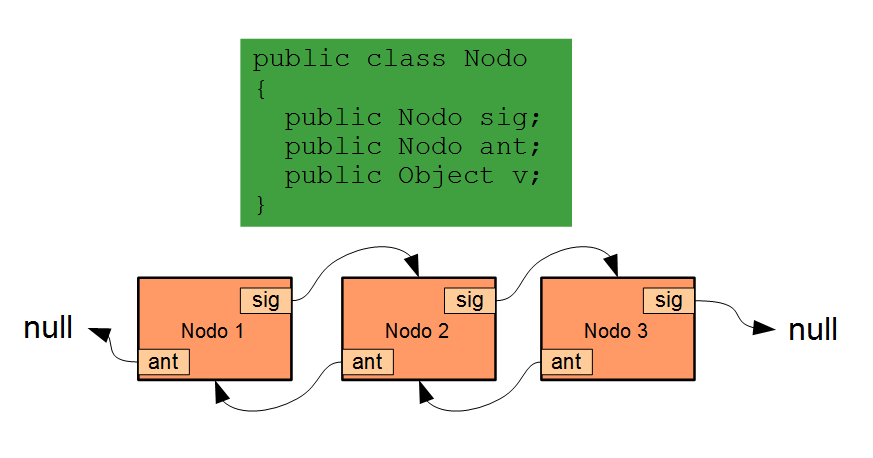 public class Nodo
{
  public Nodo sig;
  public Nodo ant;
  public Object v;
}
sig
sig
sig
null
Nodo 1
Nodo 2
Nodo 3
null
ant
ant
ant